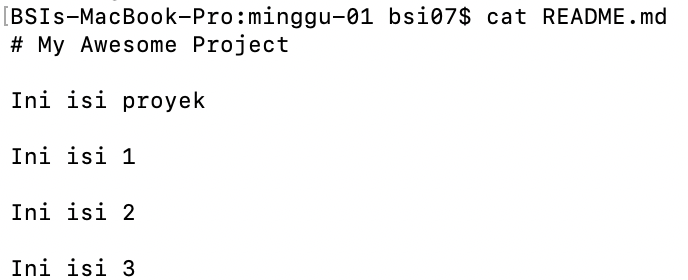 [BSIs-MacBook-Pro:minggu-01 bsi07$ cat README.md
# My Awesome Project
Ini isi proyek
Ini isi 1
Ini isi 2
Ini isi 3